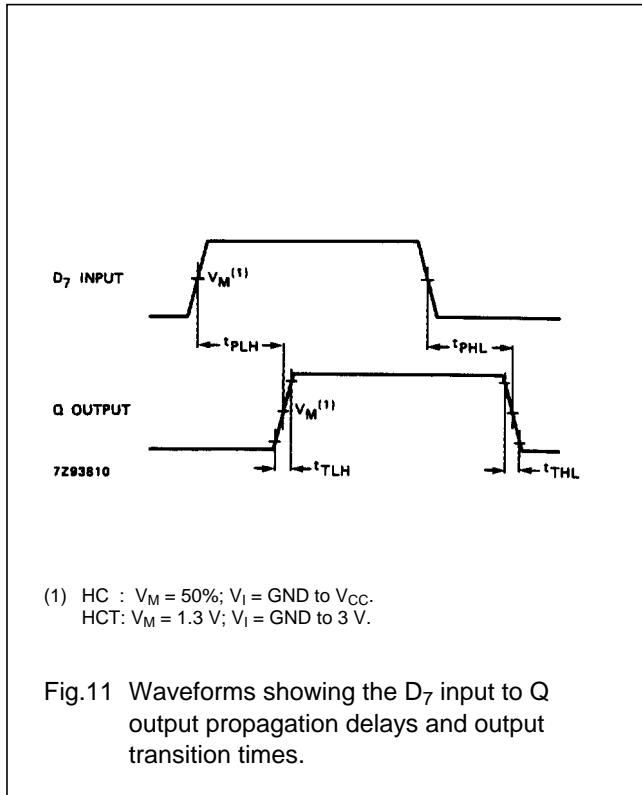 D7 INPUT
VM(1)
tPLH
tPHL
Q OUTPUT
VM(1)
7Z93810
tTLH
tTHL
(1) HC : VM = 50%; VI = GND to VCC.
HCT: VM = 1.3 V; VI = GND to 3 V.
Fig.11 Waveforms showing the D7 input to Q
output propagation delays and output
transition times.